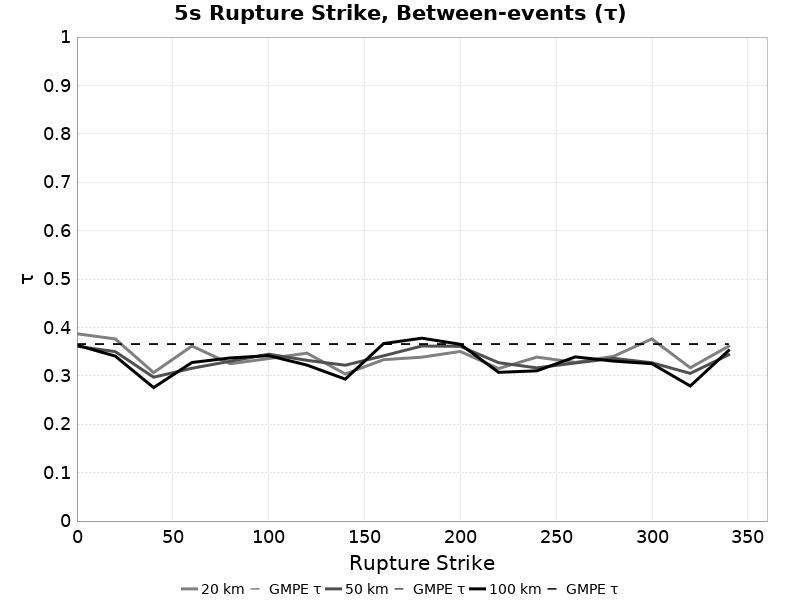 5s Rupture Strike, Between-events (τ)
1
0.9
0.8
0.7
0.6
0.5
0.4
0.3
0.2
0.1
0
τ
0 50 100 150 200 250 300 350
Rupture Strike
20 km GMPE τ 50 km GMPE τ 100 km GMPE τ